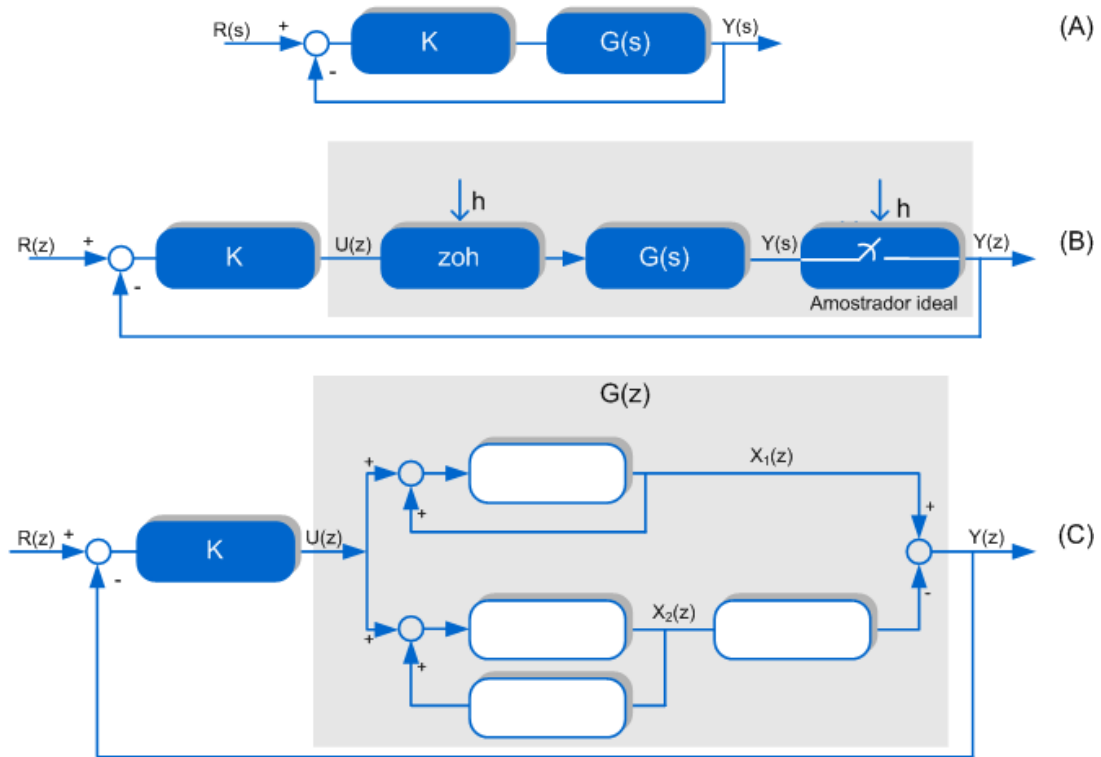 R(s) + K G(s) Y(s) (A)
-
h h
R(z) + K U(z) zoh G(s) Y(s) Y(z) (B)
-
Amostrador ideal
G(z)
+ X₁(z)
+ +
R(z) + K U(z) Y(z) (C)
- -
+ X₂(z)
+